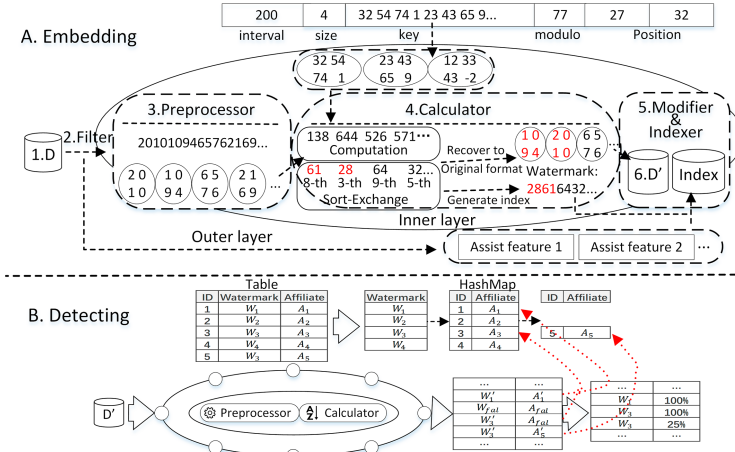 200 4 32 54 74 1 23 43 65 9... 77 27 32
interval size key modulo Position
A. Embedding
32 54 23 43 12 33
74 1 65 9 43 -2
3.Preprocessor 4.Calculator 5.Modifier
& Indexer
2.Filter
1.D
20101094657621​69...
138 644 526 571...
Computation
Recover to
Original format
1 0 2 0 6 5
9 4 1 0 7 6
2 0 1 0 6 5 2 1
1 0 9 4 7 6 6 9 ...
61 28 64 32...
8-th 3-th 9-th 5-th
Sort-Exchange
Watermark:
28616432...
Generate index
6.D' Index
Inner layer
Outer layer
Assist feature 1 Assist feature 2 ...
B. Detecting
Table HashMap
ID Watermark Affiliate
1 W1 A1
2 W2 A2
3 W3 A3
4 W4 A4
5 W3 A5
Watermark
W1
W2
W3
W4
ID Affiliate
1 A1
2 A2
3 A3
4 A4
ID Affiliate
5 A5
D'
Preprocessor Calculator
... ...
W1' A1'
Wfal Afal
W3' Afal
W3' A5'
... ...
... ...
W1 100%
W3 100%
W3 25%
... ...